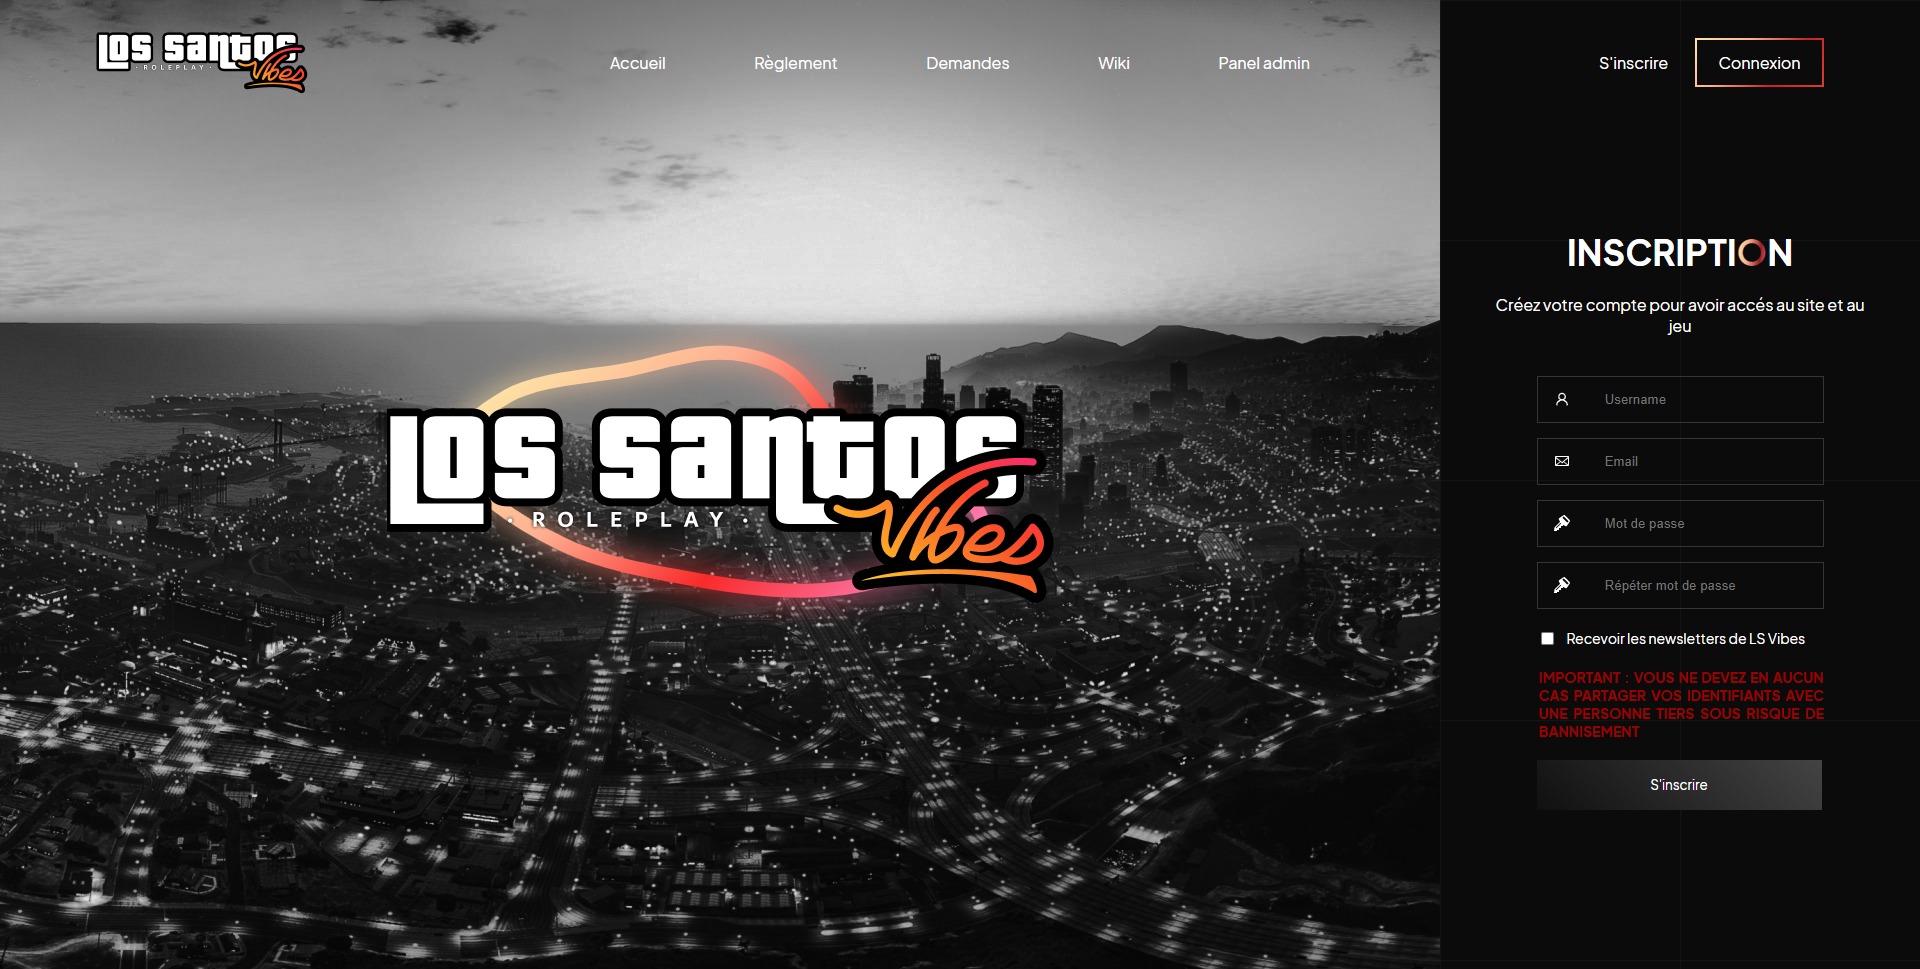 Los Santos
· ROLEPLAY ·
Vibes
Accueil
Règlement
Demandes
Wiki
Panel admin
S'inscrire
Connexion
Los Santos
· ROLEPLAY ·
Vibes
INSCRIPTION
Créez votre compte pour avoir accés au site et au
jeu
Username
Email
Mot de passe
Répéter mot de passe
Recevoir les newsletters de LS Vibes
IMPORTANT : VOUS NE DEVEZ EN AUCUN
CAS PARTAGER VOS IDENTIFIANTS AVEC
UNE PERSONNE TIERS SOUS RISQUE DE
BANNISEMENT
S'inscrire